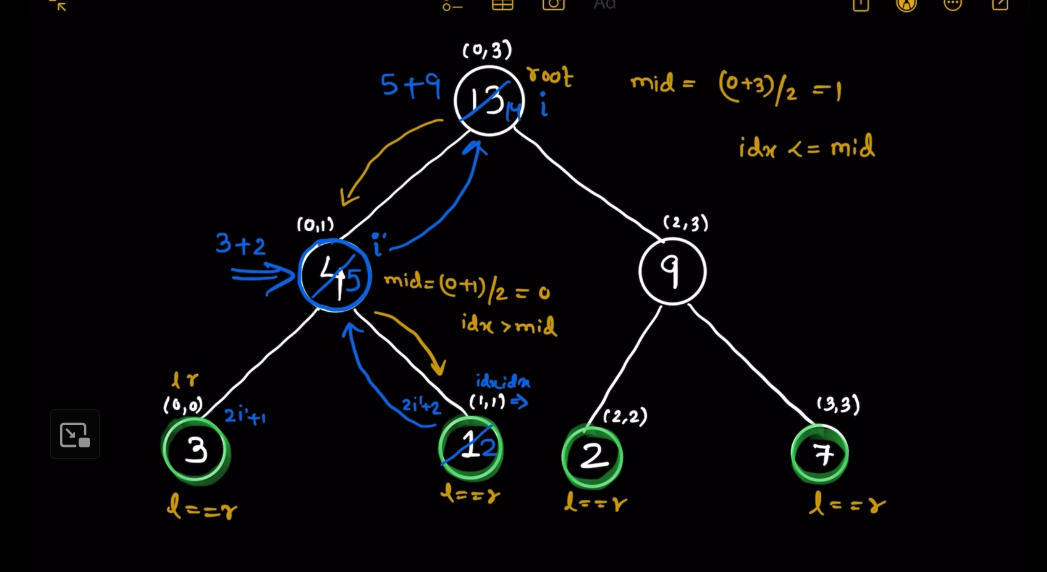 Aa
(0,3)
5+9
13
14
root
i
mid = (0+3)/2 = 1
idx <= mid
(0,1)
3+2
4
5
i
mid = (0+1)/2 = 0
idx > mid
(2,3)
9
l r
(0,0)
2i+1
3
l==r
idx idx
(1,1) =>
2i+2
1
2
l==r
(2,2)
2
l==r
(3,3)
7
l==r